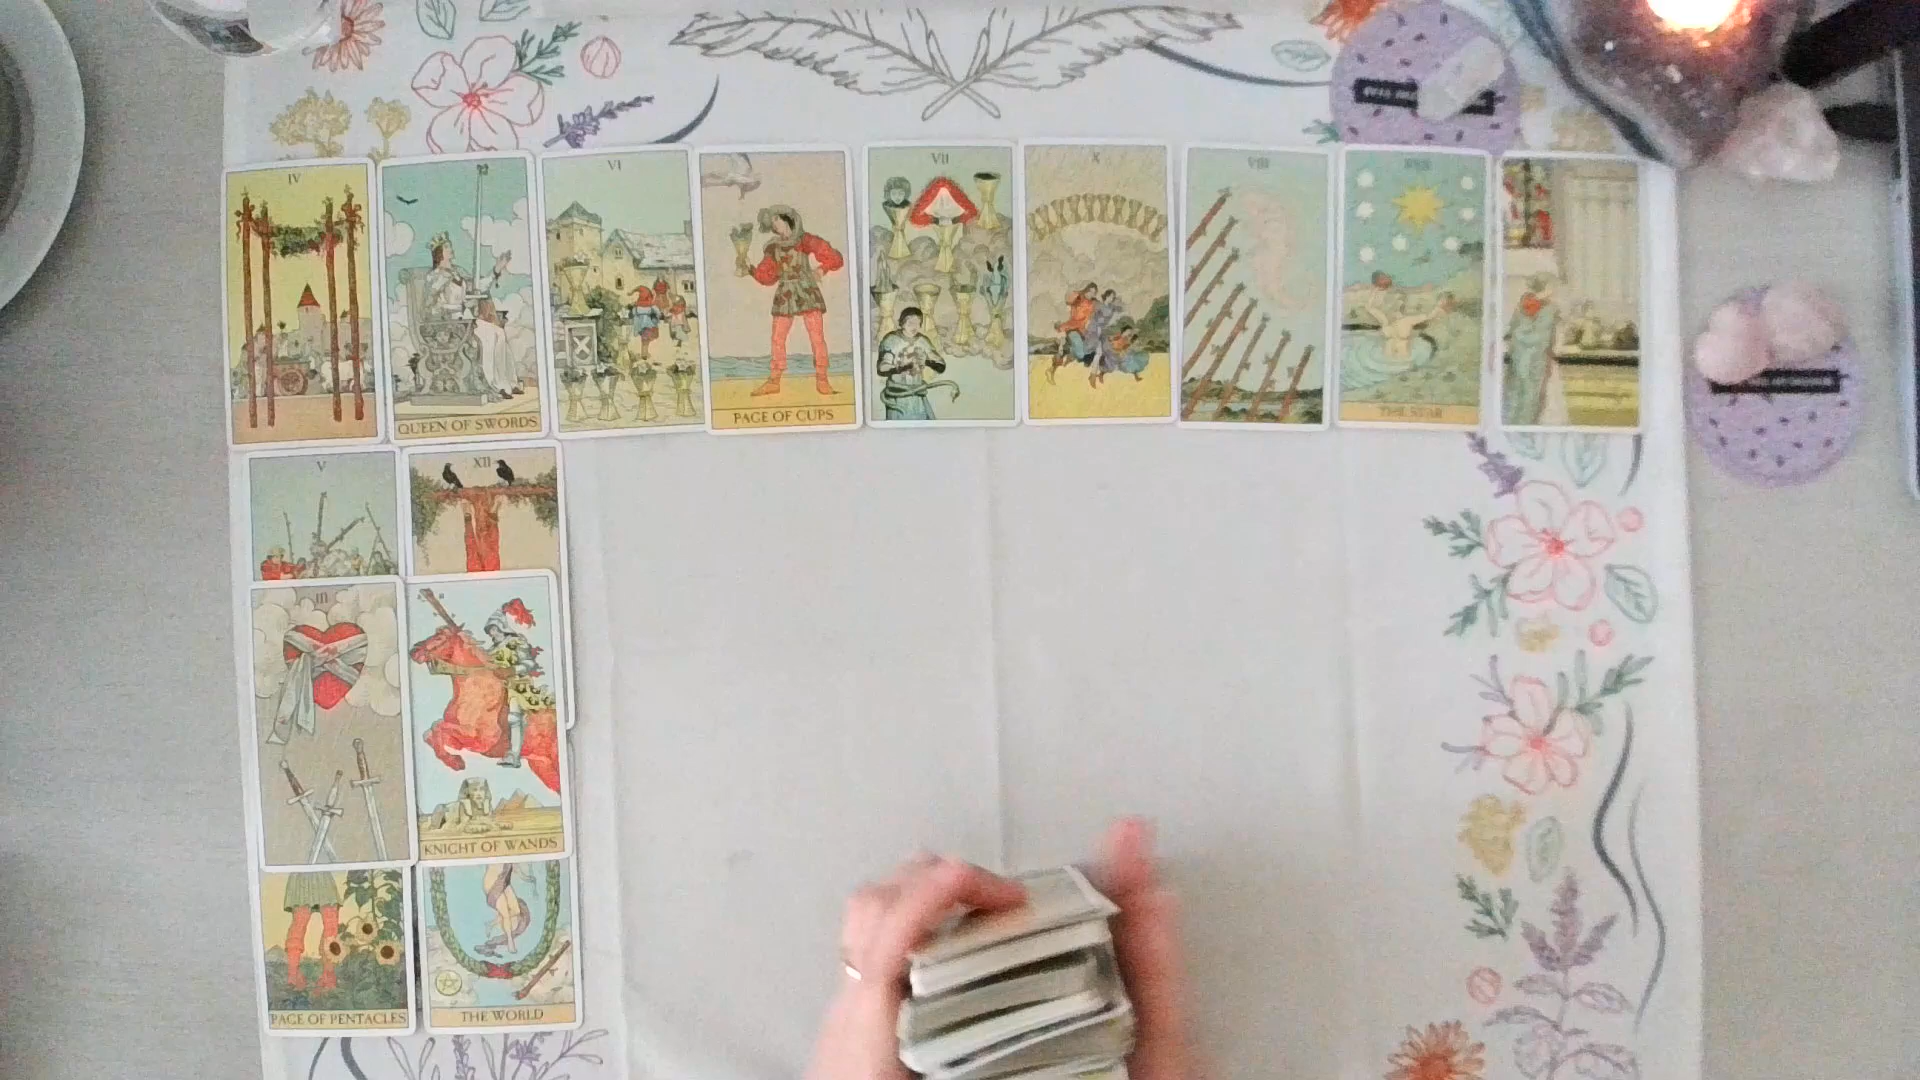 IV
QUEEN OF SWORDS
VI
PAGE OF CUPS
VII
X
VIII
THE STAR
V
XII
III
KNIGHT OF WANDS
PAGE OF PENTACLES
THE WORLD